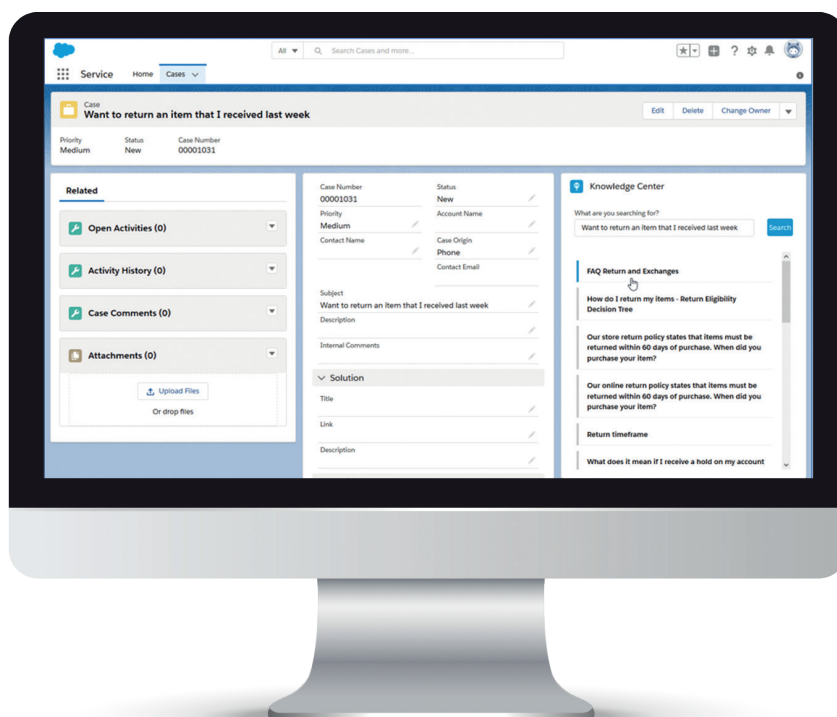 All
Search Cases and more...
Service
Home
Cases
Case
Want to return an item that I received last week
Edit
Delete
Change Owner
Priority
Status
Case Number
Medium
New
00001031
Related
Open Activities (0)
Activity History (0)
Case Comments (0)
Attachments (0)
Upload Files
Or drop files
Case Number
Status
00001031
New
Priority
Account Name
Medium
Contact Name
Case Origin
Phone
Contact Email
Subject
Want to return an item that I received last week
Description
Internal Comments
Solution
Title
Link
Description
Knowledge Center
What are you searching for?
Want to return an item that I received last week
Search
FAQ Return and Exchanges
How do I return my items - Return Eligibility
Decision Tree
Our store return policy states that items must be
returned within 60 days of purchase. When did you
purchase your item?
Our online return policy states that items must be
returned within 60 days of purchase. When did you
purchase your item?
Return timeframe
What does it mean if I receive a hold on my account